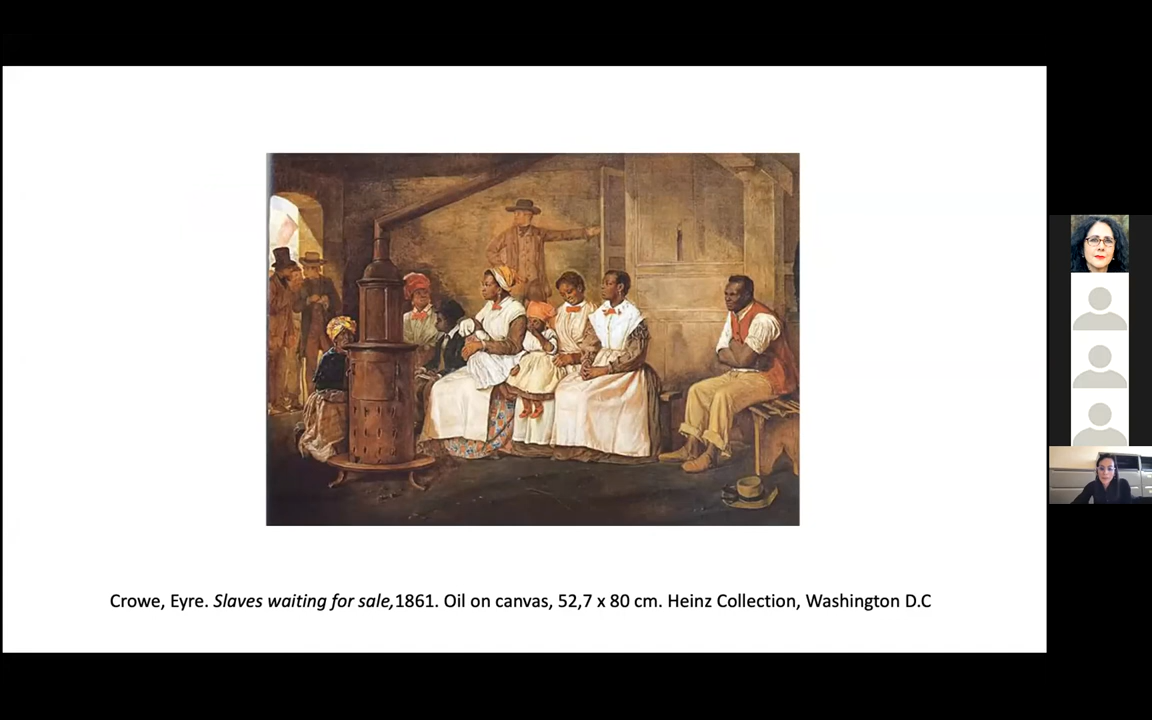 Crowe, Eyre. Slaves waiting for sale,1861. Oil on canvas, 52,7 x 80 cm. Heinz Collection, Washington D.C